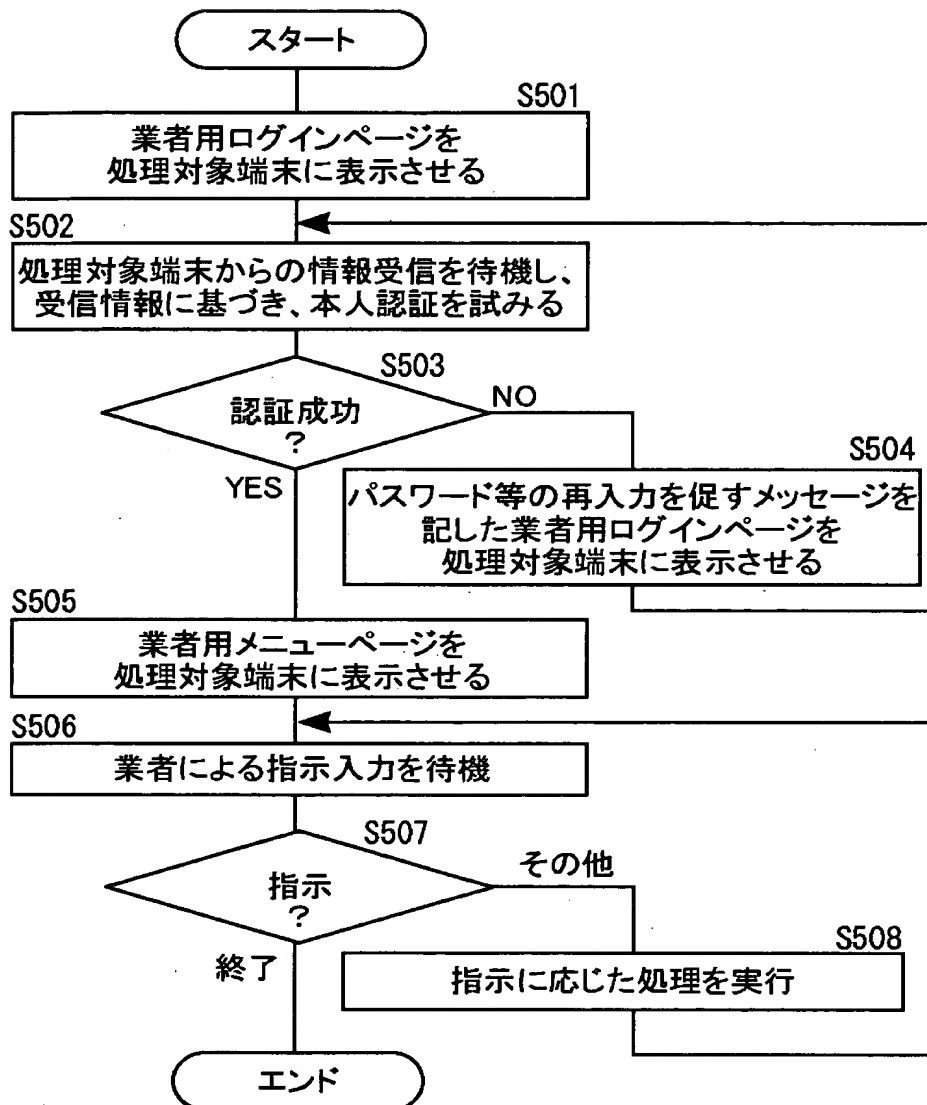 スタート
S501
業者用ログインページを
処理対象端末に表示させる
S502
処理対象端末からの情報受信を待機し、
受信情報に基づき、本人認証を試みる
S503
認証成功
?
NO
YES
S504
パスワード等の再入力を促すメッセージを
記した業者用ログインページを
処理対象端末に表示させる
S505
業者用メニューページを
処理対象端末に表示させる
S506
業者による指示入力を待機
S507
指示
?
その他
終了
S508
指示に応じた処理を実行
エンド